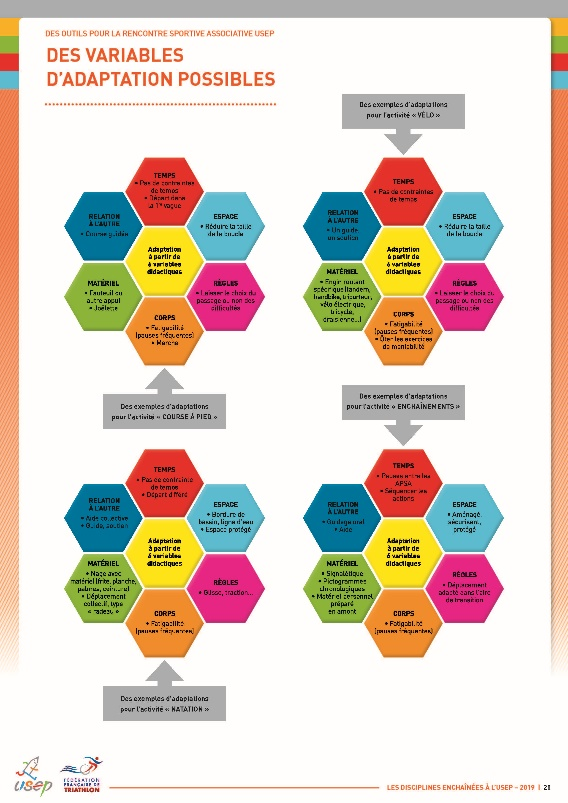 DES OUTILS POUR LA RENCONTRE SPORTIVE ASSOCIATIVE USEP
DES VARIABLES
D'ADAPTATION POSSIBLES
TEMPS
• Pas de contraintes
de temps
• Départ dans
la 1re vague
RELATION
À L'AUTRE
• Course guidée
ESPACE
• Réduire la taille
de la boucle
Adaptation
à partir de
6 variables
didactiques
MATÉRIEL
• Fauteuil ou
autre appui
• Joëlette
RÈGLES
• Laisser le choix du
passage ou non des
difficultés
CORPS
• Fatigabilité
(pauses fréquentes)
• Marche
Des exemples d'adaptations
pour l'activité « COURSE À PIED »
Des exemples d'adaptations
pour l'activité « VÉLO »
TEMPS
• Pas de contraintes
de temps
RELATION
À L'AUTRE
• Un guide
un soutien
ESPACE
• Réduire la taille
de la boucle
Adaptation
à partir de
6 variables
didactiques
MATÉRIEL
• Engin roulant
spécifique (tandem,
handbike, triporteur,
vélo électrique,
tricycle,
draisienne...)
RÈGLES
• Laisser le choix du
passage ou non des
difficultés
CORPS
• Fatigabilité
(pauses fréquentes)
• Ôter les exercices
de maniabilité
TEMPS
• Pas de contrainte
de temps
• Départ différé
RELATION
À L'AUTRE
• Aide collective
• Guide, soutien
ESPACE
• Bordure de
bassin, ligne d'eau
• Espace protégé
Adaptation
à partir de
6 variables
didactiques
MATÉRIEL
• Nage avec
matériel (frite, planche,
palmes, ceinture)
• Déplacement
collectif, type
« radeau »
RÈGLES
• Glisse, traction...
CORPS
• Fatigabilité
(pauses fréquentes)
Des exemples d'adaptations
pour l'activité « NATATION »
Des exemples d'adaptations
pour l'activité « ENCHAÎNEMENTS »
TEMPS
• Pauses entre les
APSA
• Séquencer les
actions
RELATION
À L'AUTRE
• Guidage oral
• Aide
ESPACE
• Aménagé,
sécurisant,
protégé
Adaptation
à partir de
6 variables
didactiques
MATÉRIEL
• Signalétique
• Pictogrammes
chronologiques
• Matériel personnel
préparé
en amont
RÈGLES
• Déplacement
adapté dans l'aire
de transition
CORPS
• Fatigabilité
(pauses fréquentes)
usep
FÉDÉRATION
FRANÇAISE DE
TRIATHLON
LES DISCIPLINES ENCHAÎNÉES À L'USEP - 2019 | 21